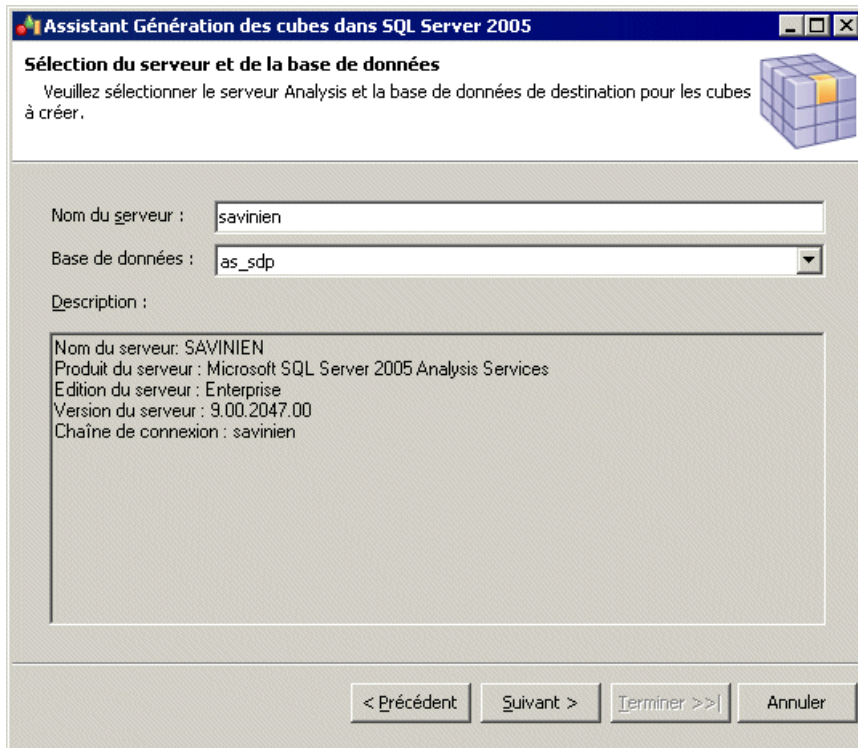 Assistant Génération des cubes dans SQL Server 2005
Sélection du serveur et de la base de données
Veuillez sélectionner le serveur Analysis et la base de données de destination pour les cubes
à créer.
Nom du serveur :
savinien
Base de données :
as_sdp
Description :
Nom du serveur: SAVINIEN
Produit du serveur : Microsoft SQL Server 2005 Analysis Services
Edition du serveur : Enterprise
Version du serveur : 9.00.2047.00
Chaîne de connexion : savinien
< Précédent
Suivant >
Terminer >>|
Annuler